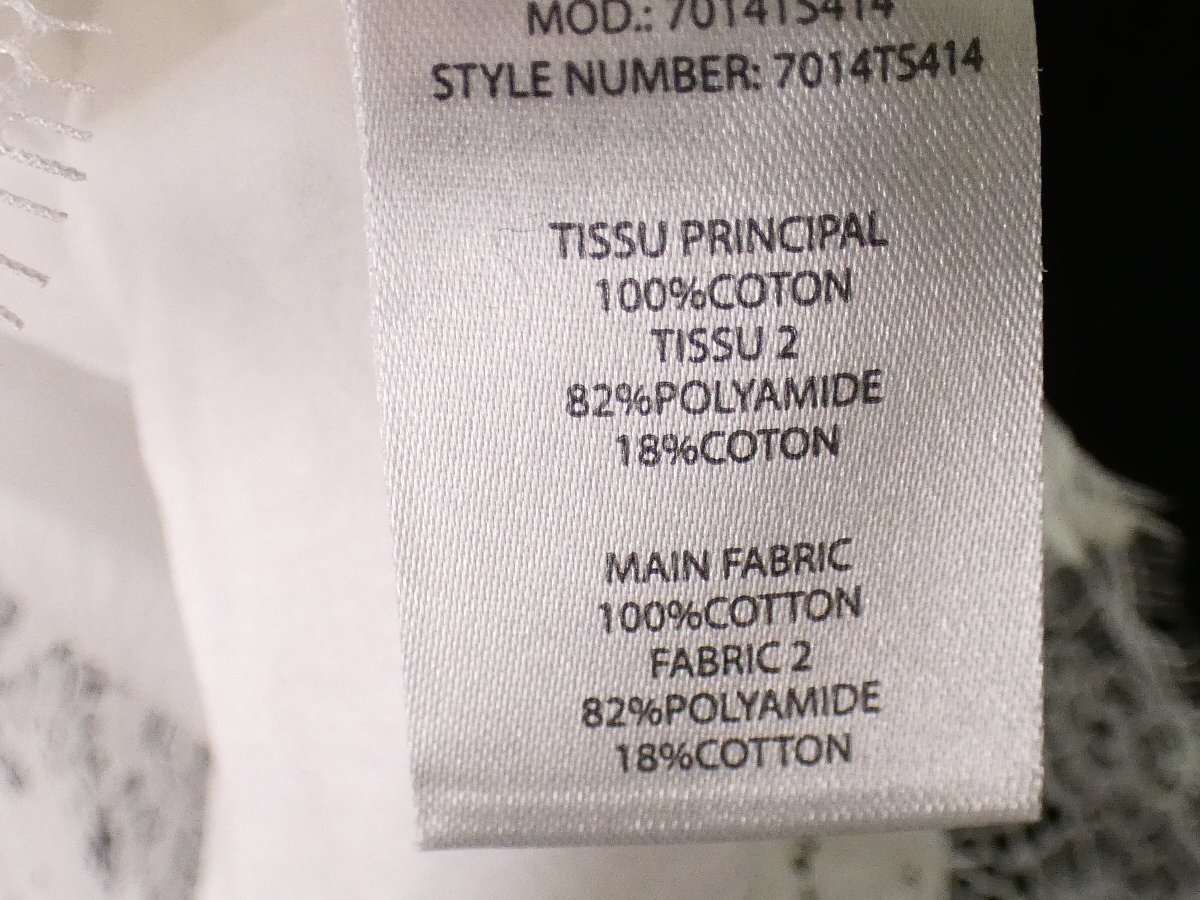 MOD.: 7014TS414
STYLE NUMBER: 7014TS414
TISSU PRINCIPAL
100%COTON
TISSU 2
82%POLYAMIDE
18%COTON
MAIN FABRIC
100%COTTON
FABRIC 2
82%POLYAMIDE
18%COTTON